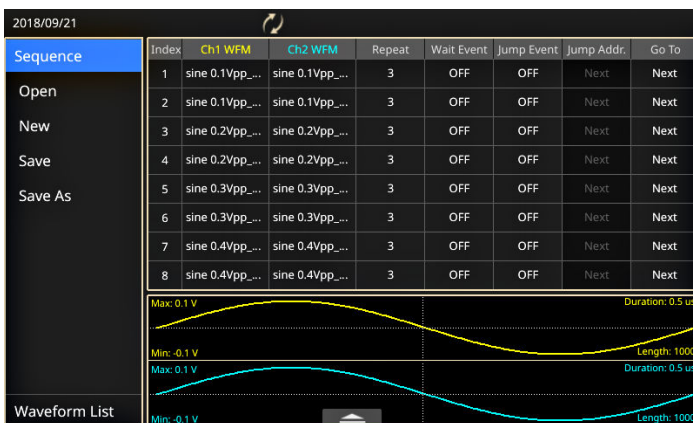 2018/09/21
Sequence
Open
New
Save
Save As
Waveform List
Index Ch1 WFM Ch2 WFM Repeat Wait Event Jump Event Jump Addr. Go To
1 sine 0.1Vpp_... sine 0.1Vpp_... 3 OFF OFF Next Next
2 sine 0.1Vpp_... sine 0.1Vpp_... 3 OFF OFF Next Next
3 sine 0.2Vpp_... sine 0.2Vpp_... 3 OFF OFF Next Next
4 sine 0.2Vpp_... sine 0.2Vpp_... 3 OFF OFF Next Next
5 sine 0.3Vpp_... sine 0.3Vpp_... 3 OFF OFF Next Next
6 sine 0.3Vpp_... sine 0.3Vpp_... 3 OFF OFF Next Next
7 sine 0.4Vpp_... sine 0.4Vpp_... 3 OFF OFF Next Next
8 sine 0.4Vpp_... sine 0.4Vpp_... 3 OFF OFF Next Next
Max: 0.1 V Duration: 0.5 us
Min: -0.1 V Length: 1000
Max: 0.1 V Duration: 0.5 us
Min: -0.1 V Length: 1000